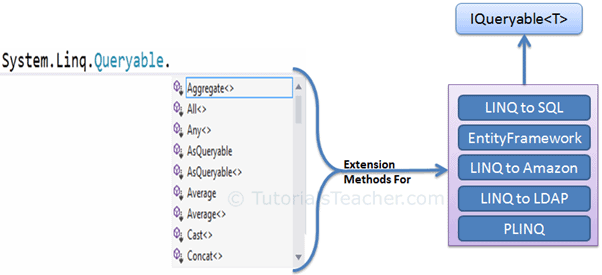 IQueryable<T>
System.Linq.Queryable.
Aggregate<>
All<>
Any<>
AsQueryable
AsQueryable<>
Average
Average<>
Cast<>
Concat<>
Extension
Methods For
LINQ to SQL
EntityFramework
LINQ to Amazon
LINQ to LDAP
PLINQ
© TutorialsTeacher.com